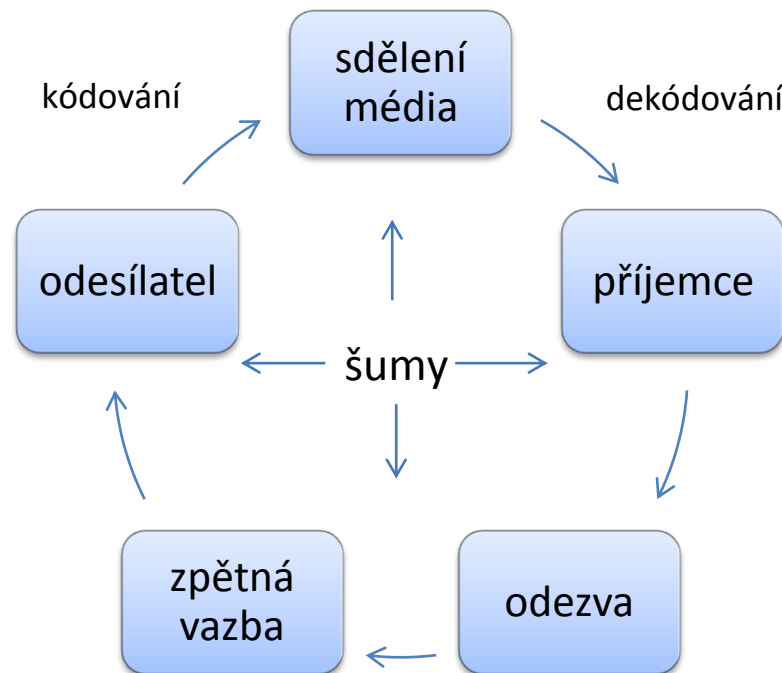 sdělení
média
kódování
dekódování
odesílatel
příjemce
šumy
zpětná
vazba
odezva